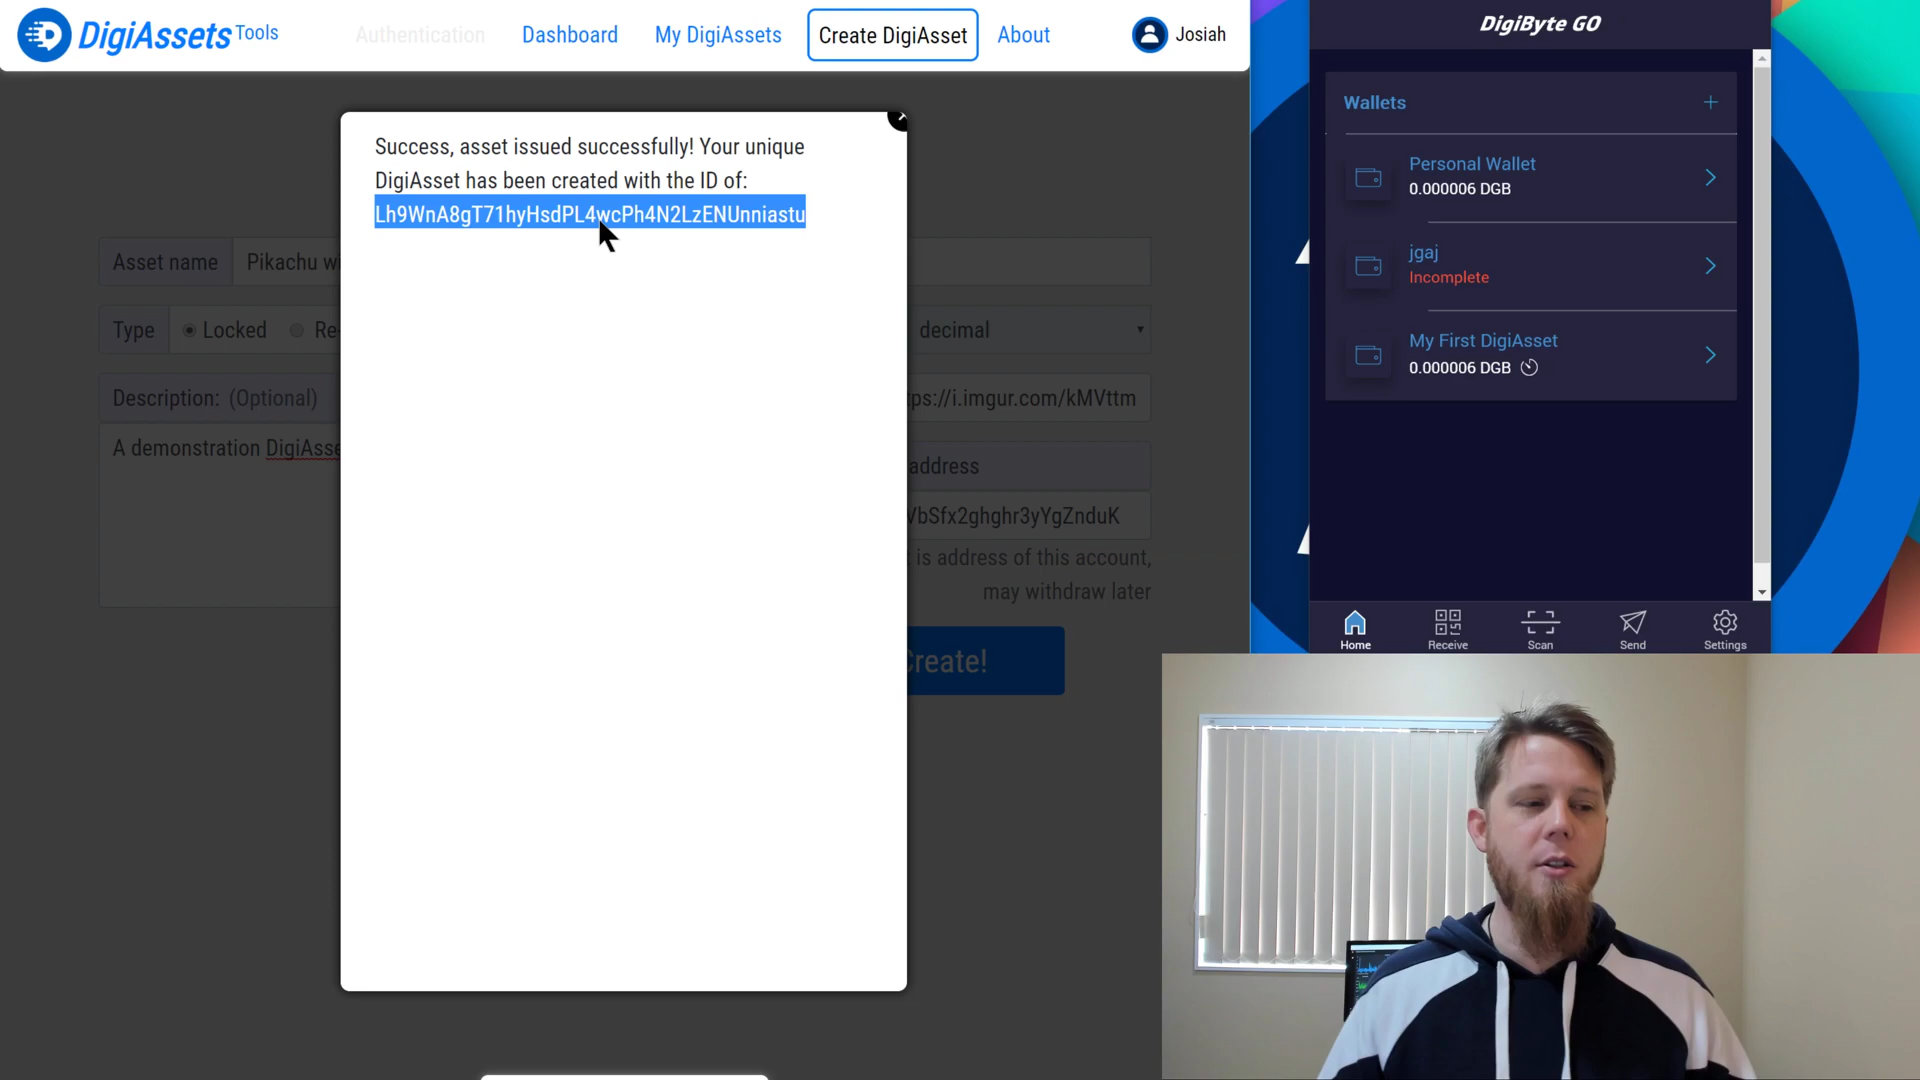 DigiAssets Tools
Authentication
Dashboard
My DigiAssets
Create DigiAsset
About
Josiah
Success, asset issued successfully! Your unique
DigiAsset has been created with the ID of:
Lh9WnA8gT71hyHsdPL4wcPh4N2LzENUnniastu
Asset name
Pikachu wi
Type
Locked
Re-
decimal
Description: (Optional)
ps://i.imgur.com/kMVttm
A demonstration DigiAsse
address
VbSfx2ghghr3yYgZnduK
is address of this account,
may withdraw later
Create!
DigiByte GO
Wallets
Personal Wallet
0.000006 DGB
jgaj
Incomplete
My First DigiAsset
0.000006 DGB
Home
Receive
Scan
Send
Settings